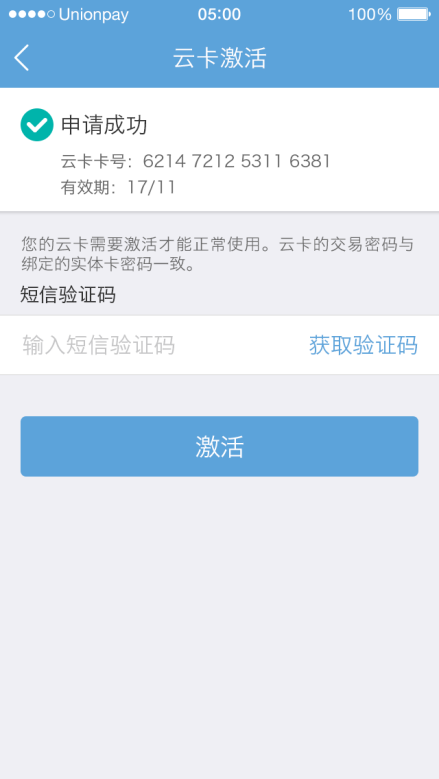 Unionpay 05:00 100%
云卡激活
申请成功
云卡卡号：6214 7212 5311 6381
有效期：17/11
您的云卡需要激活才能正常使用。云卡的交易密码与
绑定的实体卡密码一致。
短信验证码
输入短信验证码 获取验证码
激活